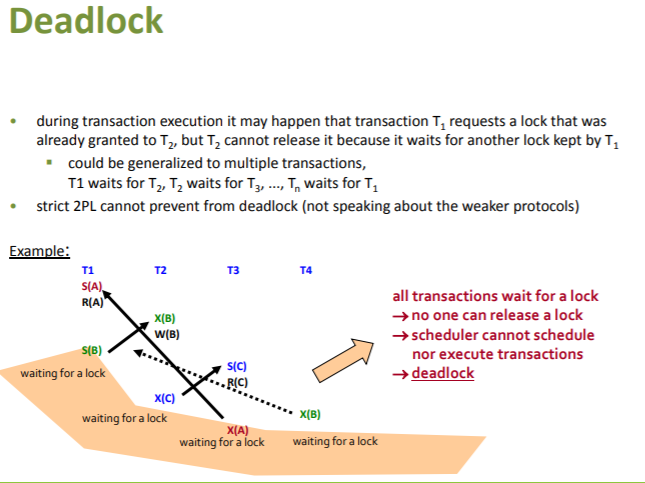 Deadlock
• during transaction execution it may happen that transaction T1 requests a lock that was
already granted to T2, but T2 cannot release it because it waits for another lock kept by T1
▪ could be generalized to multiple transactions,
T1 waits for T2, T2 waits for T3, ..., Tn waits for T1
• strict 2PL cannot prevent from deadlock (not speaking about the weaker protocols)
Example:
T1 T2 T3 T4
S(A)
R(A)
X(B)
W(B)
S(B)
waiting for a lock
S(C)
R(C)
X(C)
waiting for a lock
X(A)
waiting for a lock
X(B)
waiting for a lock
all transactions wait for a lock
→ no one can release a lock
→ scheduler cannot schedule
nor execute transactions
→ deadlock